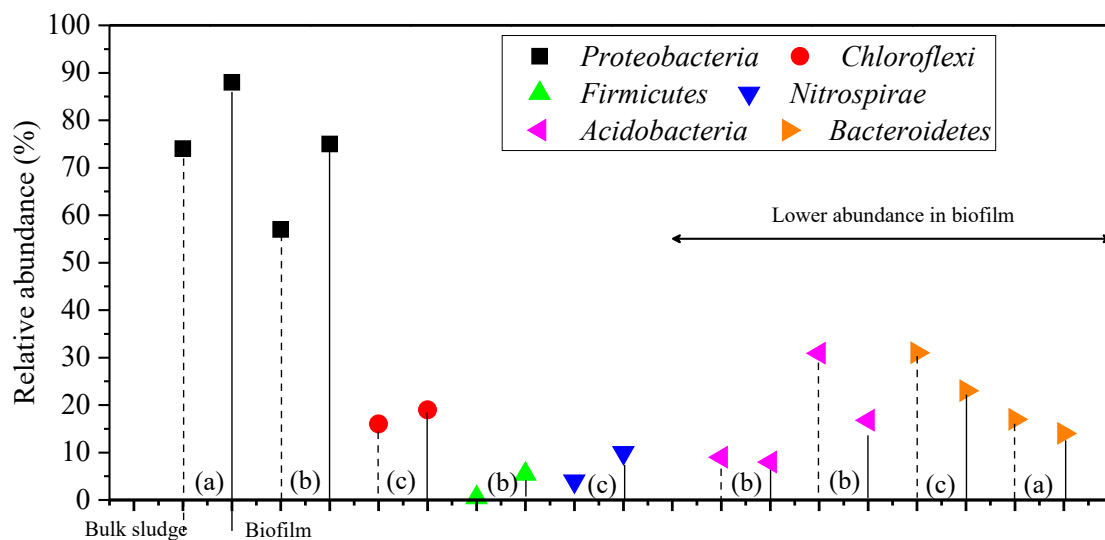 Relative abundance (%)
100
90
80
70
60
50
40
30
20
10
0
Proteobacteria Chloroflexi
Firmicutes Nitrospirae
Acidobacteria Bacteroidetes
Lower abundance in biofilm
(a) (b) (c) (b) (c) (b) (b) (c) (a)
Bulk sludge Biofilm